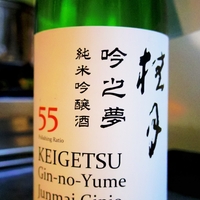 桂月
吟之夢
純米吟醸酒
55
Polishing Ratio
KEIGETSU
Gin-no-Yume
Junmai Ginjo